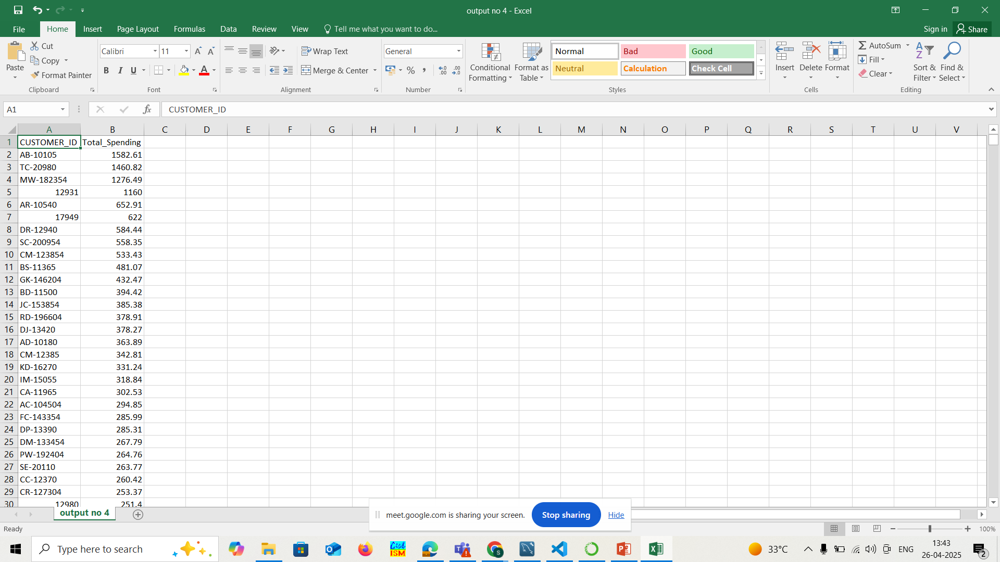 output no 4 - Excel
File Home Insert Page Layout Formulas Data Review View Tell me what you want to do... Sign in Share
Paste Cut Copy Format Painter Clipboard
Calibri 11 A A B I U A Font
Wrap Text Merge & Center Alignment
General % , Number
Conditional Formatting Format as Table
Normal Bad Good
Neutral Calculation Check Cell
Styles
Insert Delete Format Cells
AutoSum Fill Clear Sort & Filter Find & Select Editing
A1 fx CUSTOMER_ID
A B C D E F G H I J K L M N O P Q R S T U V
1 CUSTOMER_ID Total_Spending
2 AB-10105 1582.61
3 TC-20980 1460.82
4 MW-182354 1276.49
5 12931 1160
6 AR-10540 652.91
7 17949 622
8 DR-12940 584.44
9 SC-200954 558.35
10 CM-123854 533.43
11 BS-11365 481.07
12 GK-146204 432.47
13 BD-11500 394.42
14 JC-153854 385.38
15 RD-196604 378.91
16 DJ-13420 378.27
17 AD-10180 363.89
18 CM-12385 342.81
19 KD-16270 331.24
20 IM-15055 318.84
21 CA-11965 302.53
22 AC-104504 294.85
23 FC-143354 285.99
24 DP-13390 285.31
25 DM-133454 267.79
26 PW-192404 264.76
27 SE-20110 263.77
28 CC-12370 260.42
29 CR-127304 253.37
30 12980 251.4
output no 4
meet.google.com is sharing your screen. Stop sharing Hide
Ready 100%
Type here to search 33°C ENG 13:43
26-04-2025 2